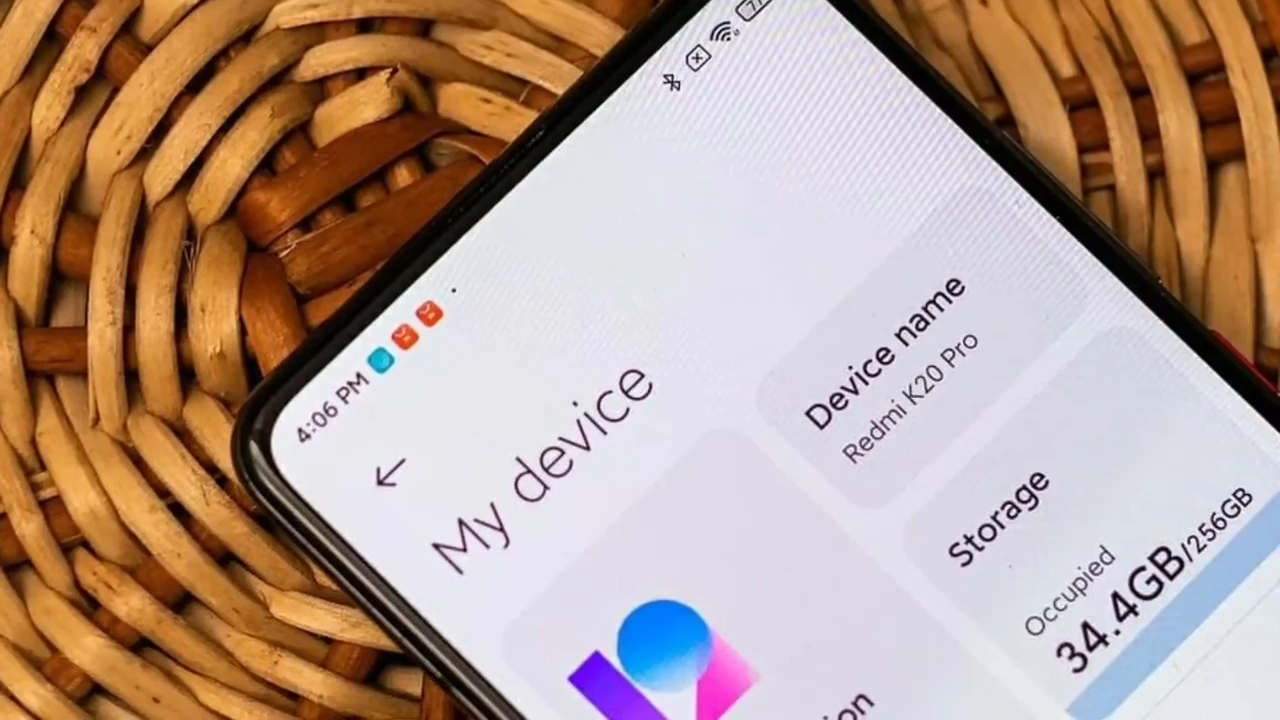 4:06 PM
My device
Device name
Redmi K20 Pro
Storage
Occupied
34.4GB/256GB